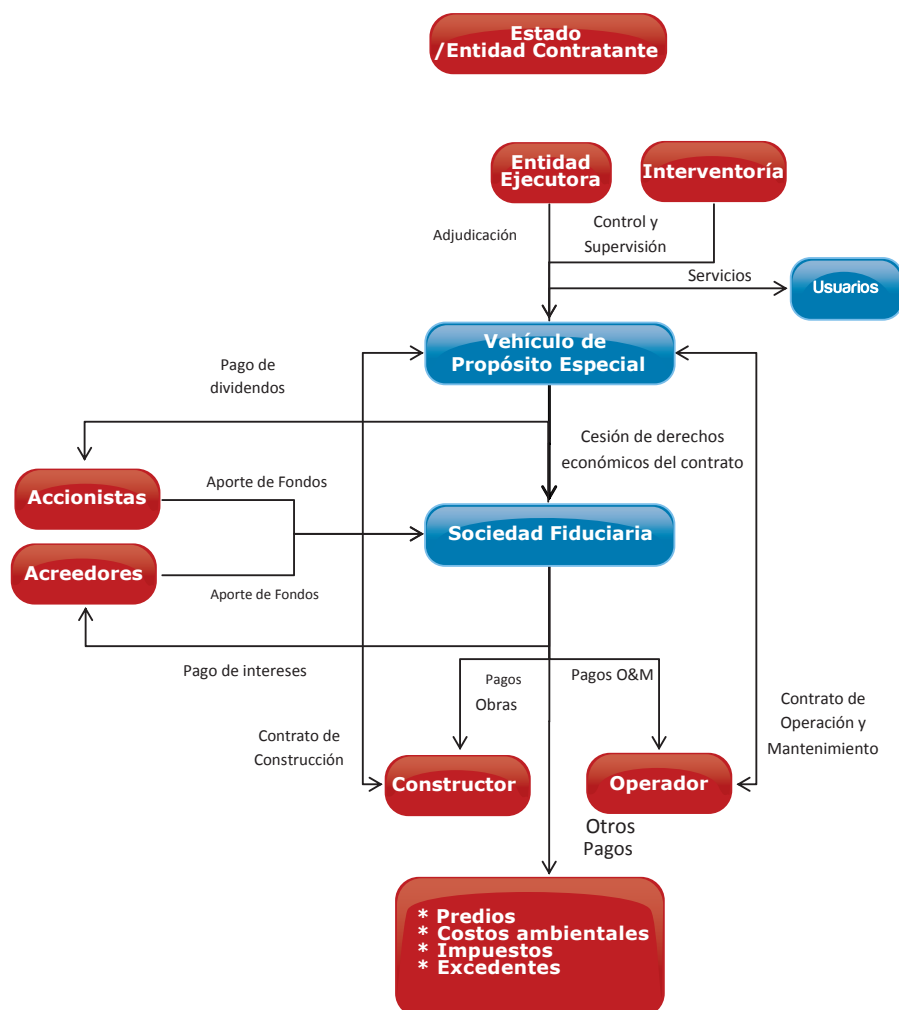 Estado
/Entidad Contratante
Entidad
Ejecutora
Interventoría
Adjudicación
Control y
Supervisión
Servicios
Usuarios
Vehículo de
Propósito Especial
Pago de
dividendos
Cesión de derechos
económicos del contrato
Accionistas
Aporte de Fondos
Sociedad Fiduciaria
Acreedores
Aporte de Fondos
Pago de intereses
Pagos
Obras
Pagos O&M
Contrato de
Construcción
Contrato de
Operación y
Mantenimiento
Constructor
Operador
Otros
Pagos
* Predios
* Costos ambientales
* Impuestos
* Excedentes